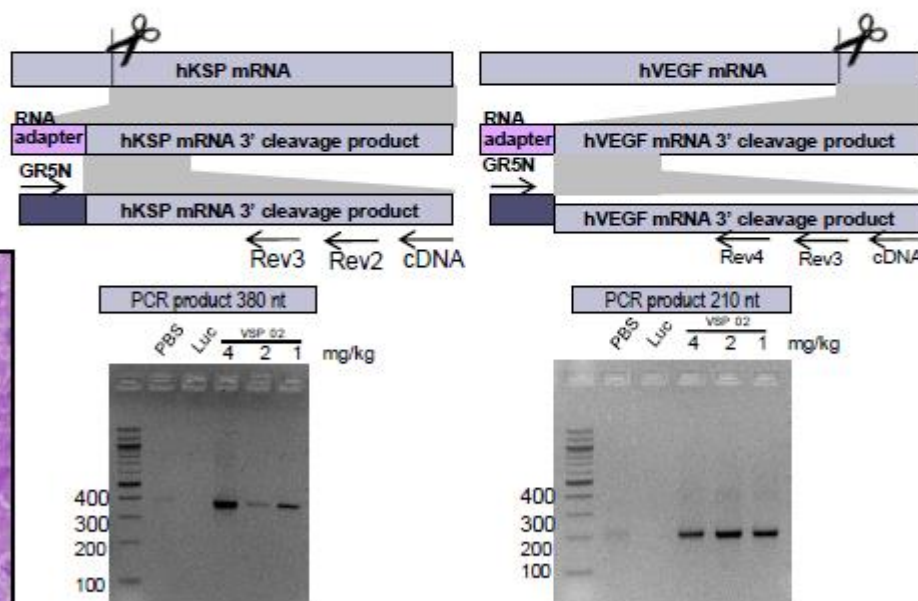 hKSP mRNA
RNA
adapter
hKSP mRNA 3' cleavage product
GR5N
hKSP mRNA 3' cleavage product
Rev3 Rev2 cDNA
PCR product 380 nt
PBS Luc VSP 02
4 2 1 mg/kg
400
300
200
100
hVEGF mRNA
RNA
adapter
hVEGF mRNA 3' cleavage product
GR5N
hVEGF mRNA 3' cleavage product
Rev4 Rev3 cDNA
PCR product 210 nt
PBS Luc VSP 02
4 2 1 mg/kg
400
300
200
100